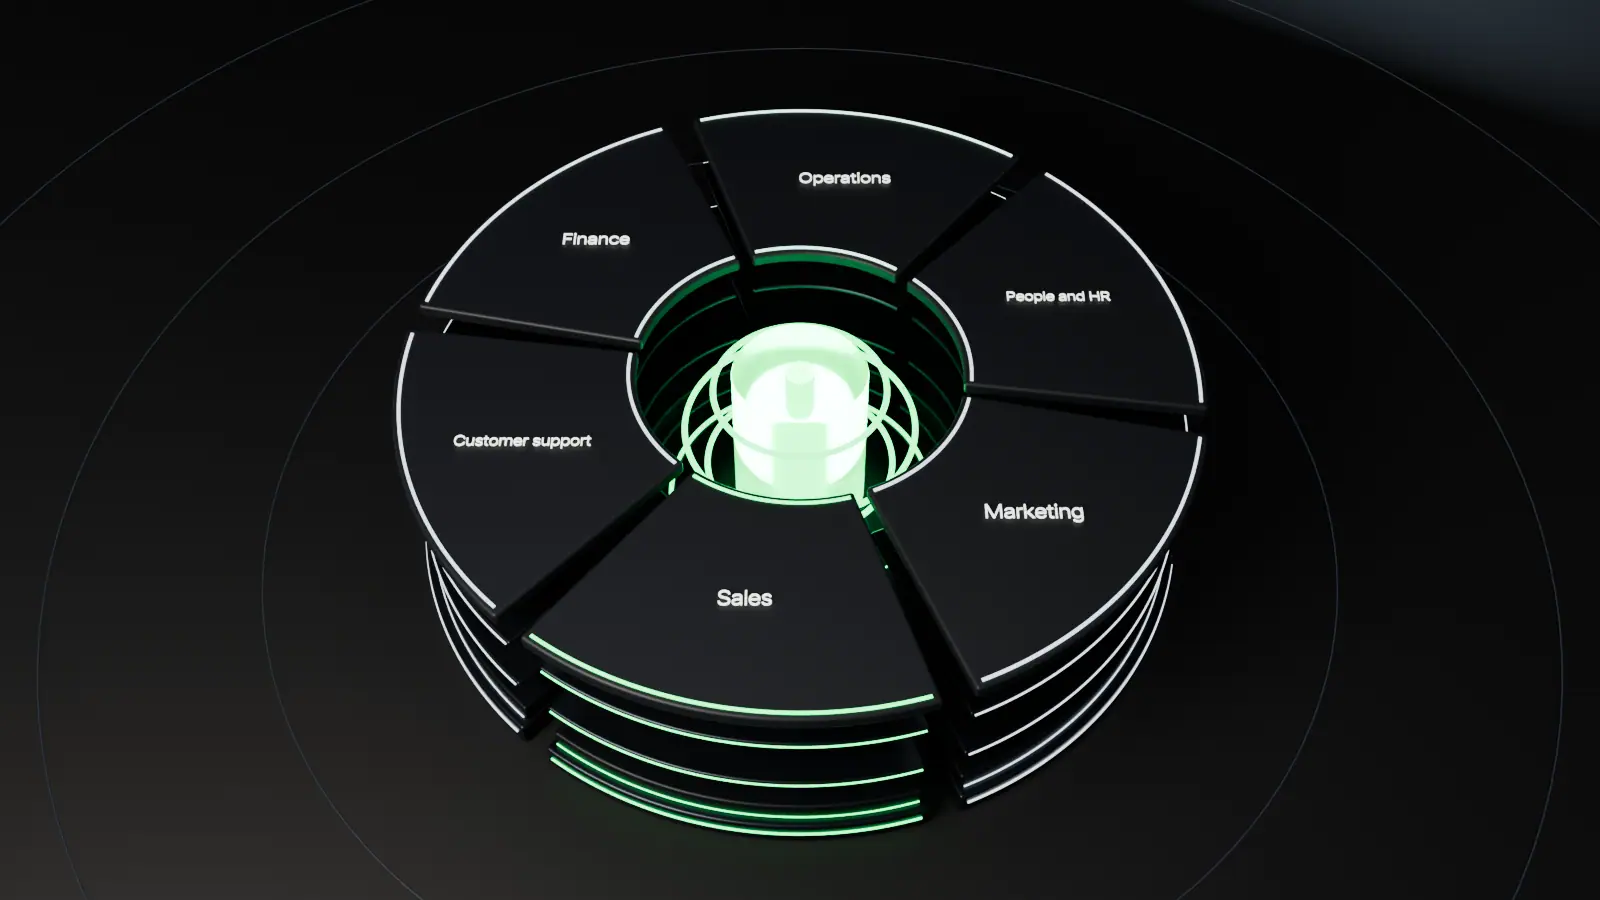 Operations
Finance
People and HR
Customer support
Marketing
Sales